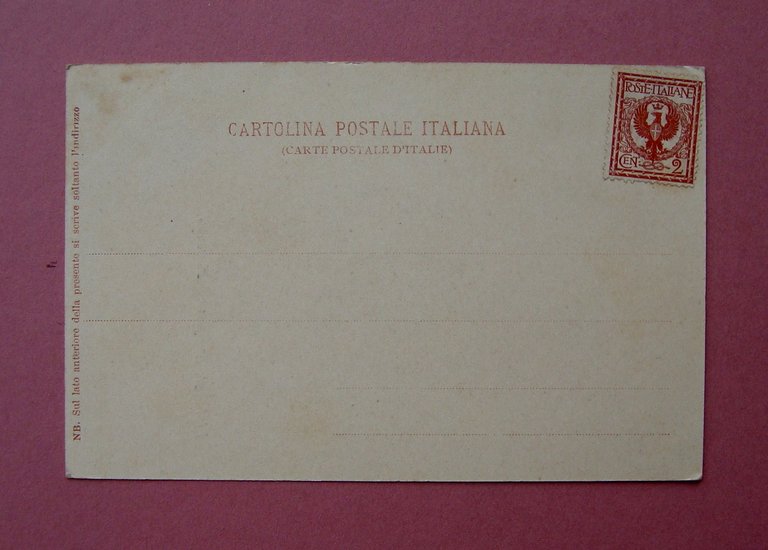 CARTOLINA POSTALE ITALIANA
(CARTE POSTALE D'ITALIE)
POSTE ITALIANE
CEN. 2
NB. Sul lato anteriore della presente si scrive soltanto l'indirizzo